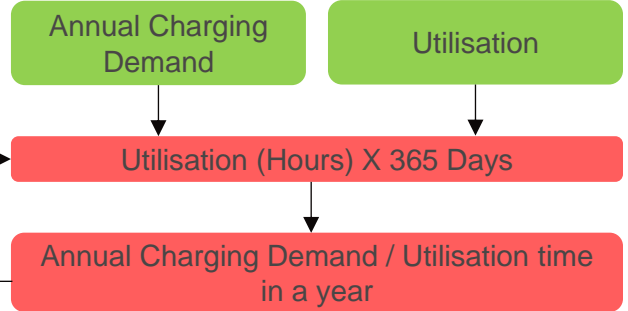 Annual Charging
Demand
Utilisation
Utilisation (Hours) X 365 Days
Annual Charging Demand / Utilisation time
in a year